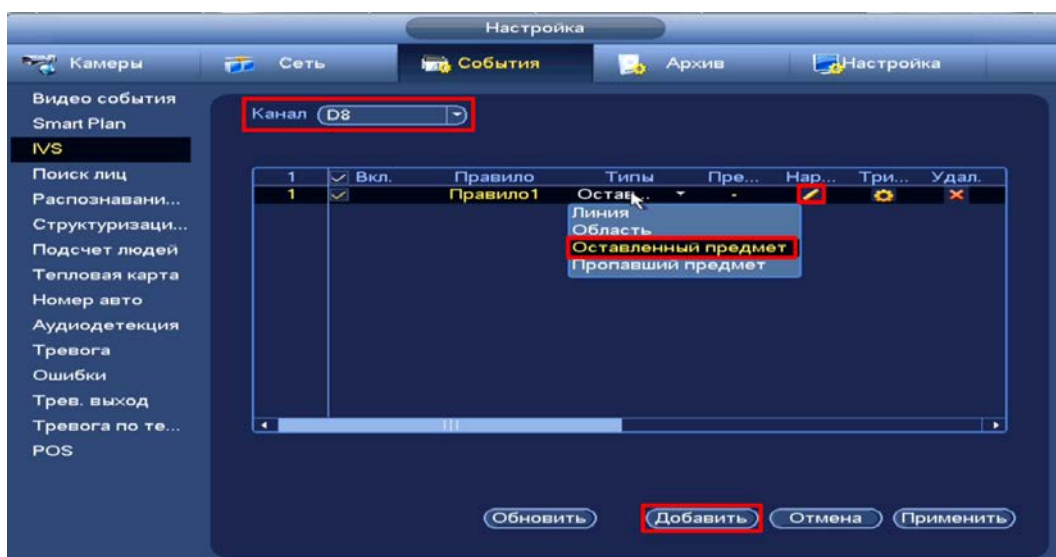 Настройка
Камеры Сеть События Архив Настройка
Видео события
Smart Plan
IVS
Поиск лиц
Распознавани...
Структуризаци...
Подсчет людей
Тепловая карта
Номер авто
Аудиодетекция
Тревога
Ошибки
Трев. выход
Тревога по те...
POS
Канал D8
1 Вкл. Правило Типы Пре... Нар... Три... Удал.
1 Правило1 Остав... -
Линия
Область
Оставленный предмет
Пропавший предмет
Обновить Добавить Отмена Применить